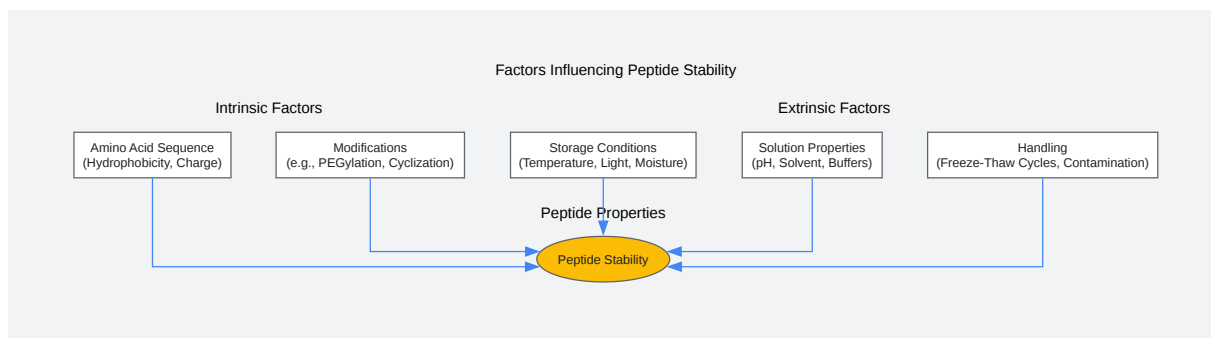 Factors Influencing Peptide Stability
Intrinsic Factors
Extrinsic Factors
Amino Acid Sequence
(Hydrophobicity, Charge)
Modifications
(e.g., PEGylation, Cyclization)
Storage Conditions
(Temperature, Light, Moisture)
Solution Properties
(pH, Solvent, Buffers)
Handling
(Freeze-Thaw Cycles, Contamination)
Peptide Properties
Peptide Stability